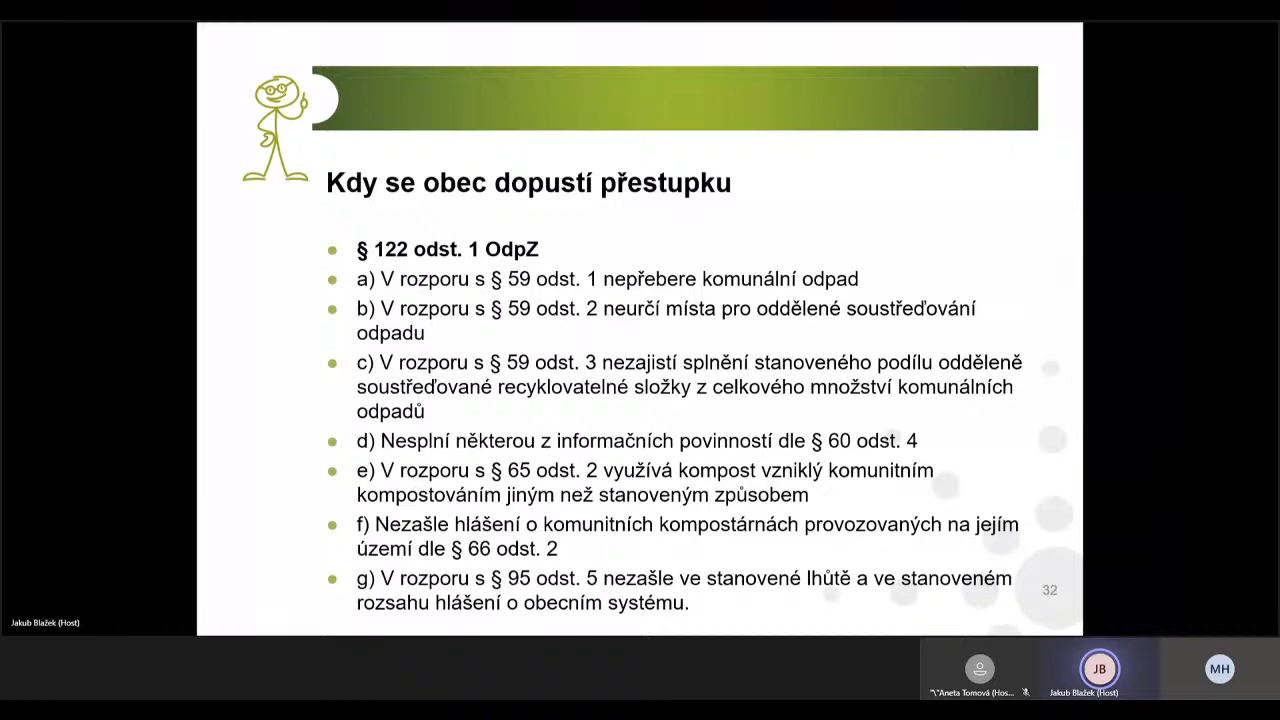 Kdy se obec dopustí přestupku
§ 122 odst. 1 OdpZ
a) V rozporu s § 59 odst. 1 nepřebere komunální odpad
b) V rozporu s § 59 odst. 2 neurčí místa pro oddělené soustřeďování
odpadu
c) V rozporu s § 59 odst. 3 nezajistí splnění stanoveného podílu odděleně
soustřeďované recyklovatelné složky z celkového množství komunálních
odpadů
d) Nesplní některou z informačních povinností dle § 60 odst. 4
e) V rozporu s § 65 odst. 2 využívá kompost vzniklý komunitním
kompostováním jiným než stanoveným způsobem
f) Nezašle hlášení o komunitních kompostárnách provozovaných na jejím
území dle § 66 odst. 2
g) V rozporu s § 95 odst. 5 nezašle ve stanovené lhůtě a ve stanoveném
rozsahu hlášení o obecním systému.
32
Jakub Blažek (Host)
JB
MH
"\"Aneta Tomová (Hos...
Jakub Blažek (Host)